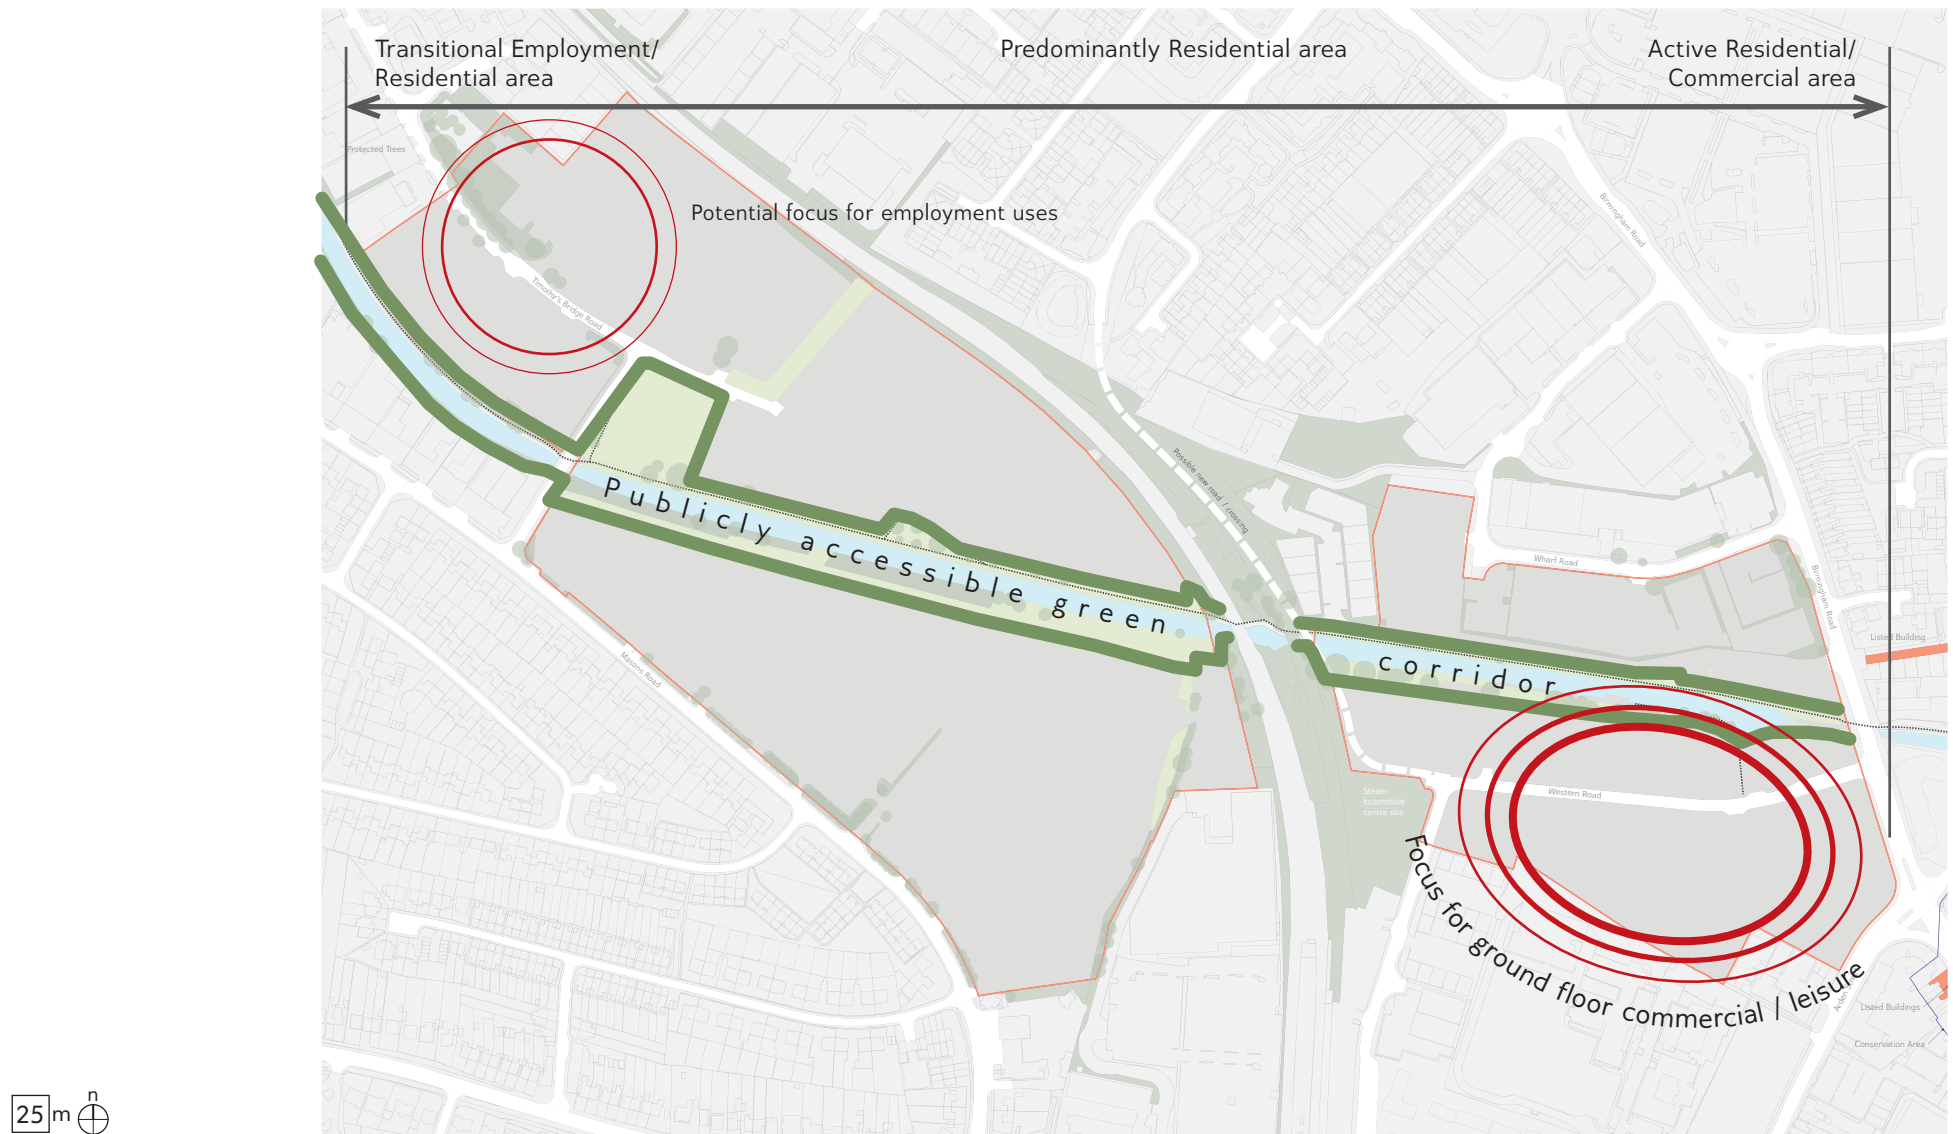 Transitional Employment/
Residential area
Predominantly Residential area
Active Residential/
Commercial area
Protected Trees
Potential focus for employment uses
Birmingham Road
Timothy's Bridge Road
Possible new road / crossing
Publicly accessible green
corridor
Wharf Road
Birmingham Road
Listed Building
Masons Road
Steam
locomotive
centre site
Western Road
Focus for ground floor commercial / leisure
Listed Buildings
Conservation Area
25 m
n